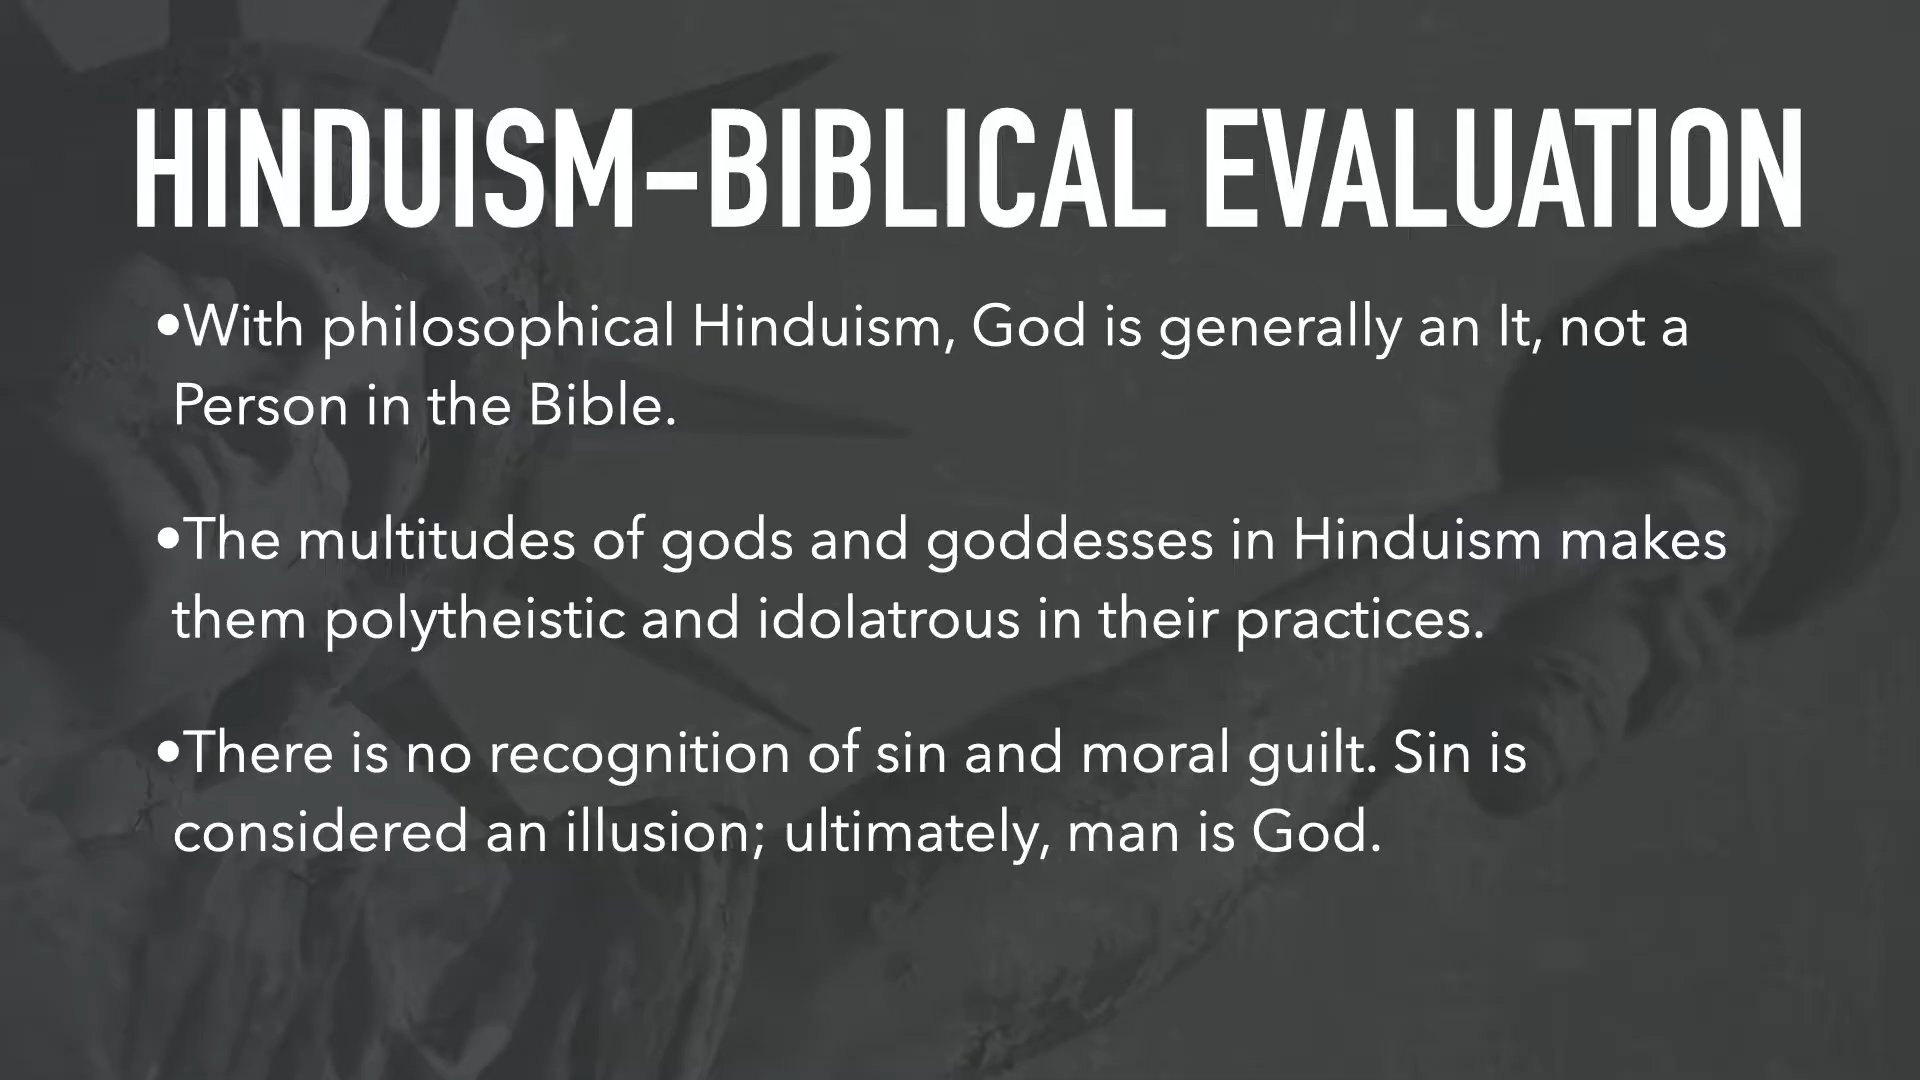 HINDUISM–BIBLICAL EVALUATION
•With philosophical Hinduism, God is generally an It, not a
Person in the Bible.
•The multitudes of gods and goddesses in Hinduism makes
them polytheistic and idolatrous in their practices.
•There is no recognition of sin and moral guilt. Sin is
considered an illusion; ultimately, man is God.